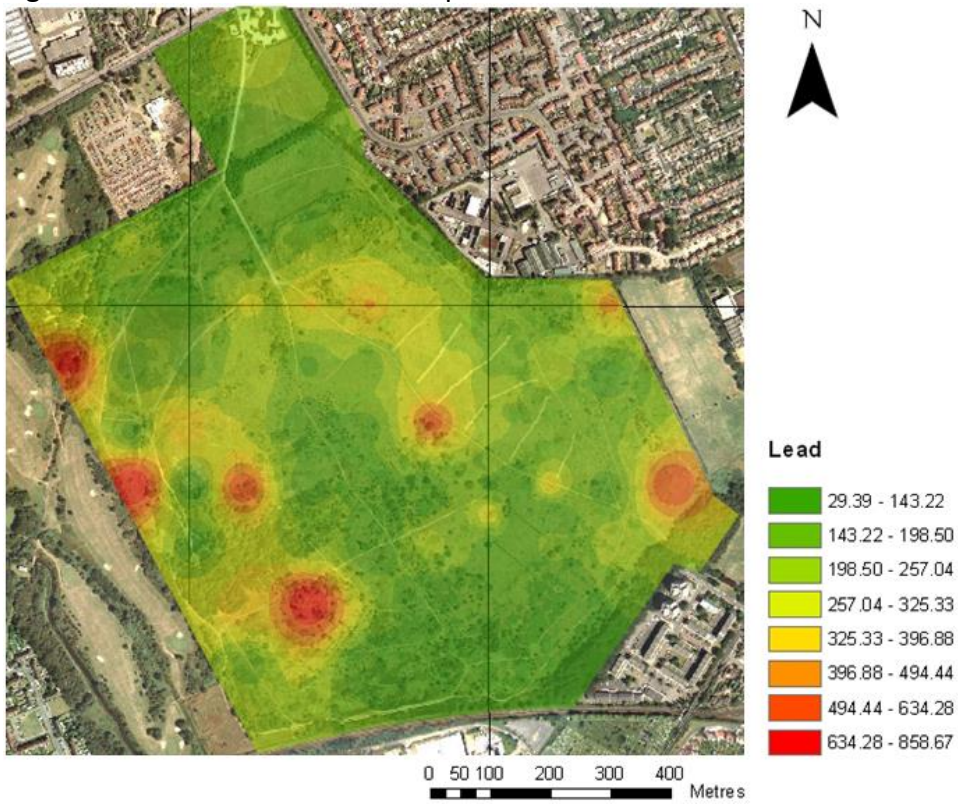 N
Lead
29.39 - 143.22
143.22 - 198.50
198.50 - 257.04
257.04 - 325.33
325.33 - 396.88
396.88 - 494.44
494.44 - 634.28
634.28 - 858.67
0 50 100 200 300 400
Metres